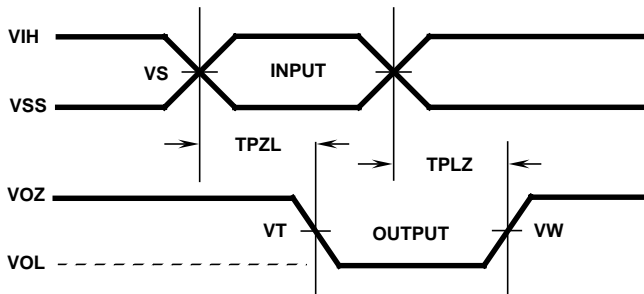 VIH
VS INPUT
VSS
TPZL TPLZ
VOZ
VT OUTPUT VW
VOL